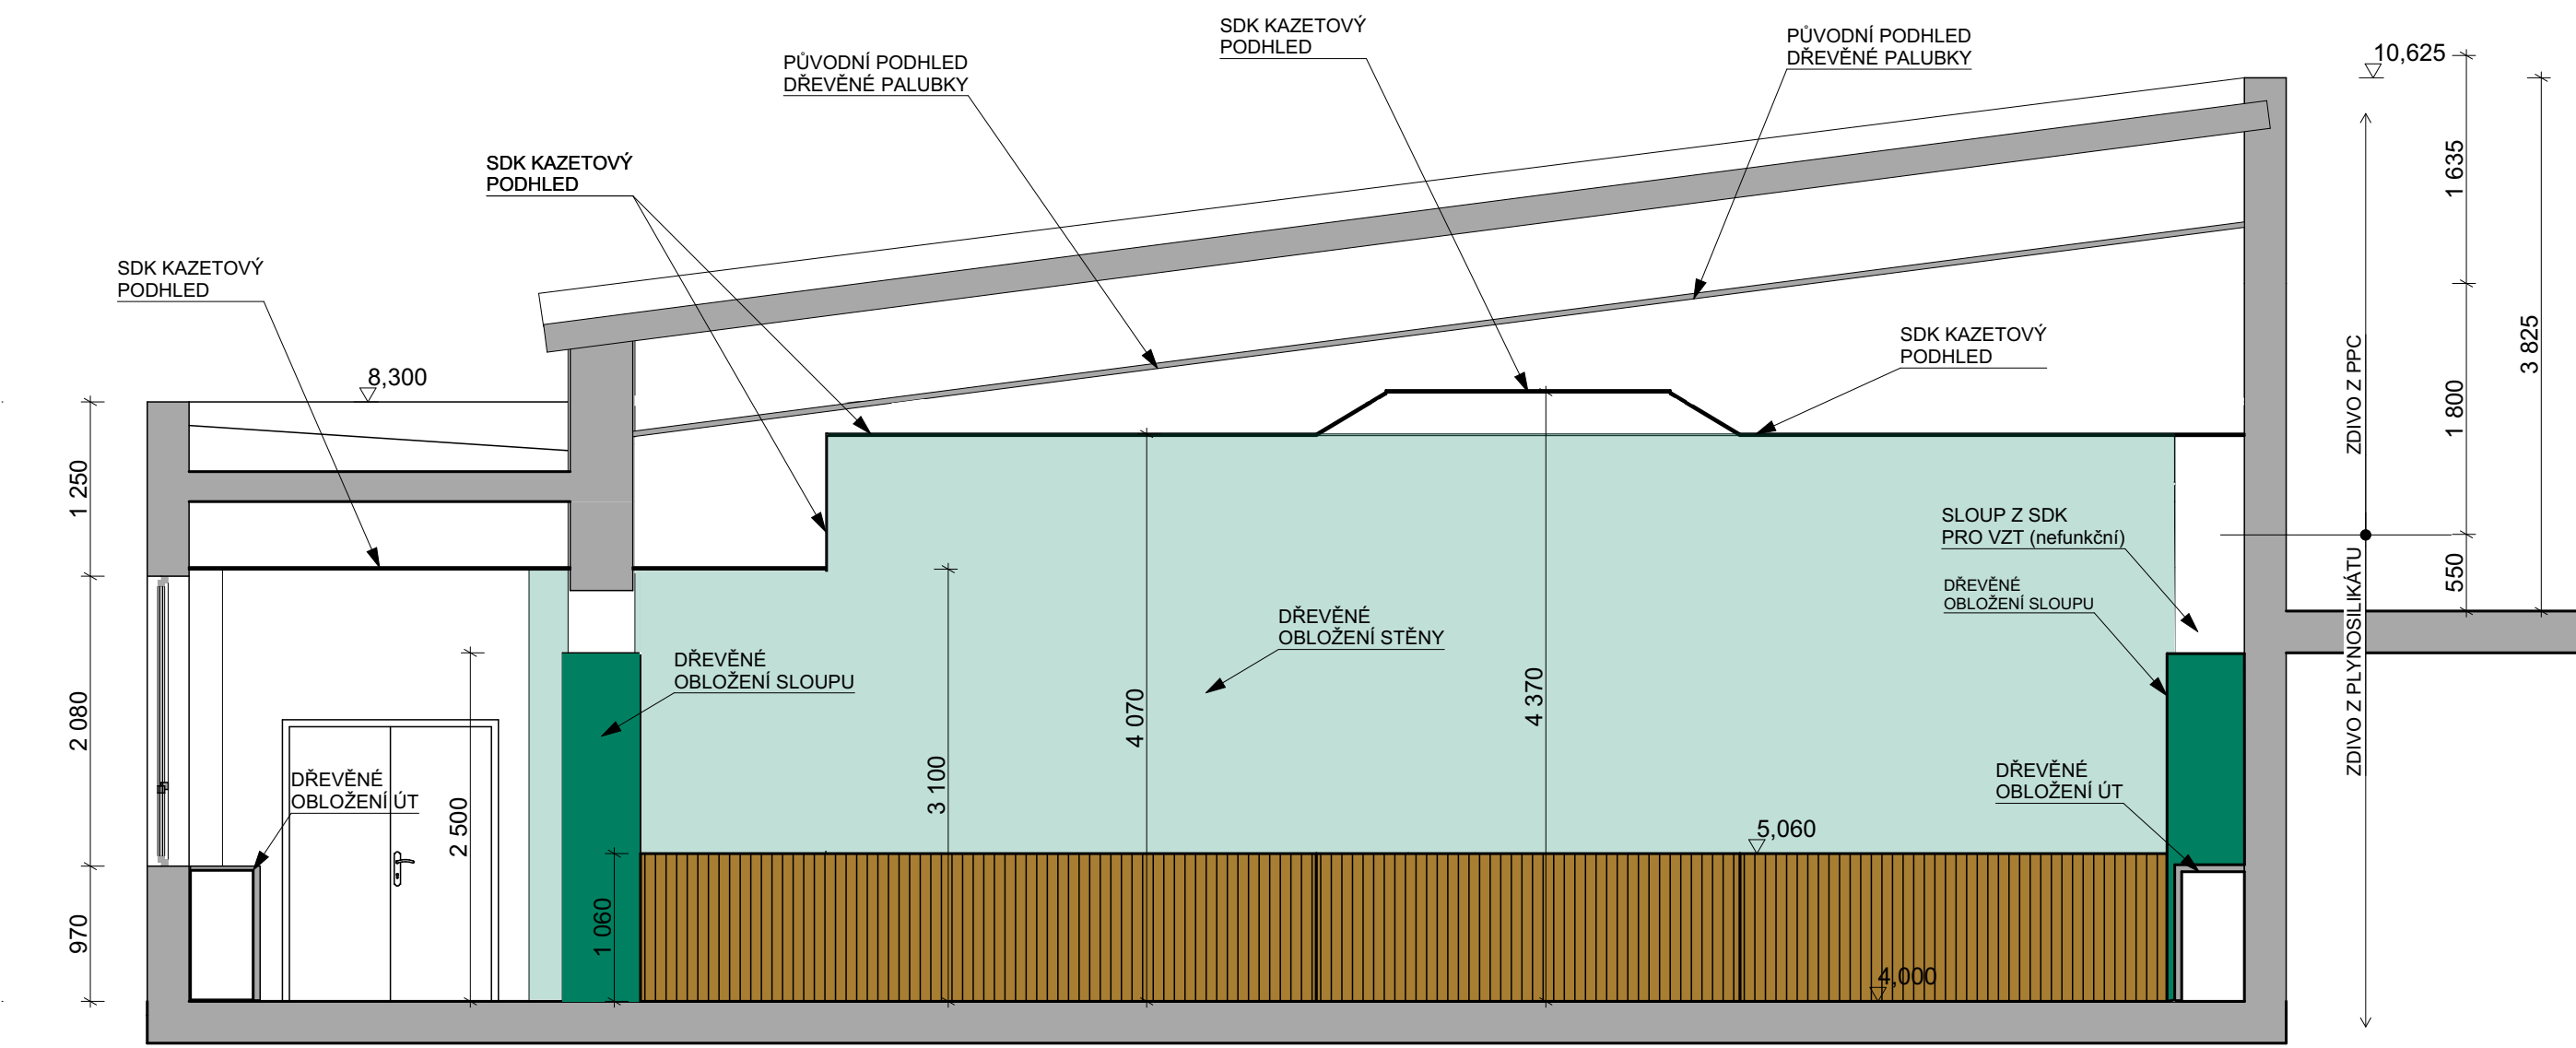 SDK KAZETOVÝ
PODHLED
PŮVODNÍ PODHLED
DŘEVĚNÉ PALUBKY
10,625
PŮVODNÍ PODHLED
DŘEVĚNÉ PALUBKY
SDK KAZETOVÝ
PODHLED
SDK KAZETOVÝ
PODHLED
8,300
SDK KAZETOVÝ
PODHLED
1 635
1 800
550
3 825
ZDIVO Z PPC
ZDIVO Z PLYNOSILIKÁTU
1 250
2 080
970
SLOUP Z SDK
PRO VZT (nefunkční)
DŘEVĚNÉ
OBLOŽENÍ SLOUPU
DŘEVĚNÉ
OBLOŽENÍ STĚNY
DŘEVĚNÉ
OBLOŽENÍ SLOUPU
DŘEVĚNÉ
OBLOŽENÍ ÚT
DŘEVĚNÉ
OBLOŽENÍ ÚT
2 500
1 060
3 100
4 070
4 370
5,060
4,000